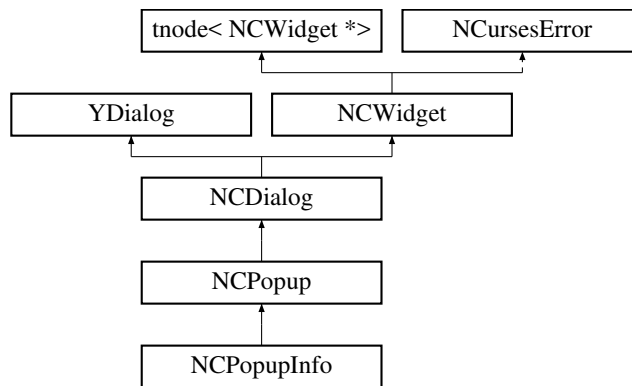 tnode< NCWidget *>
NCursesError
YDialog
NCWidget
NCDialog
NCPopup
NCPopupInfo